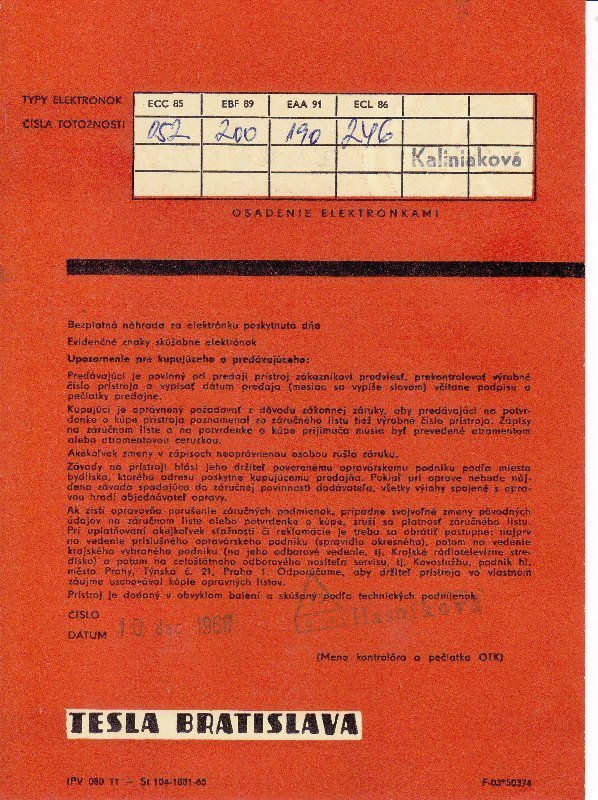 TYPY ELEKTRONOK
ECC 85 EBF 89 EAA 91 ECL 86
ČÍSLA TOTOŽNOSTI
052 200 190 246
Kaliniaková
OSADENIE ELEKTRONKAMI
Bezplatná náhrada za elektrónku poskytnutá dňa
Evidenčné znaky skúšobne elektrónok
Upozornenie pre kupujúceho a predávajúceho:
Predávajúci je povinný pri predaji prístroj zákazníkovi predviesť, prekontrolovať výrobné
číslo prístroja a vypísať dátum predaja (mesiac sa vypíše slovom) včítane podpisu a
pečiatky predajne.
Kupujúci je oprávnený požadovať z dôvodu zákonnej záruky, aby predávajúci na potvr-
denke o kúpe prístroja poznamenal zo záručného listu tiež výrobné číslo prístroja. Zápisy
na záručnom liste a na potvrdenke o kúpe prijímača musia byť prevedené atramentom
alebo atramentovou ceruzkou.
Akékoľvek zmeny v zápisoch neoprávnenou osobou rušia záruku.
Závady na prístroji hlási jeho držiteľ poverenému opravárskemu podniku podľa miesta
bydliska, ktorého adresu poskytne kupujúcemu predajňa. Pokiaľ pri oprave nebude náj-
dená závada spadajúca do záručnej povinnosti dodávateľa, všetky výlohy spojené s opra-
vou hradí objednávateľ opravy.
Ak zistí opravovňa porušenie záručných podmienok, prípadne svojvoľné zmeny pôvodných
údajov na záručnom liste alebo potvrdenke o kúpe, zruší sa platnosť záručného listu.
Pri uplatňovaní akejkoľvek sťažnosti či reklamácie je treba sa obrátiť postupne: najprv
na vedenie príslušného opravárskeho podniku (spravidla okresného), potom na vedenie
krajského vybraného podniku (na jeho odborové vedenie, tj. Krajské rádiotelevízne stre-
disko) a potom na celoštátneho odborového nositeľa servisu, tj. Kovoslužbu, podnik hl.
mesta Prahy, Týnska č. 21, Praha 1. Odporúčame, aby držiteľ prístroja vo vlastnom
záujme uschovával kópie opravných listov.
Prístroj je dodaný v obvyklom balení a skúšaný podľa technických podmienok.
ČÍSLO
DATUM
(Meno kontrolóra a pečiatka OTK)
TESLA BRATISLAVA
IPV 080 11 — St 104-1881-65 F-03*50374